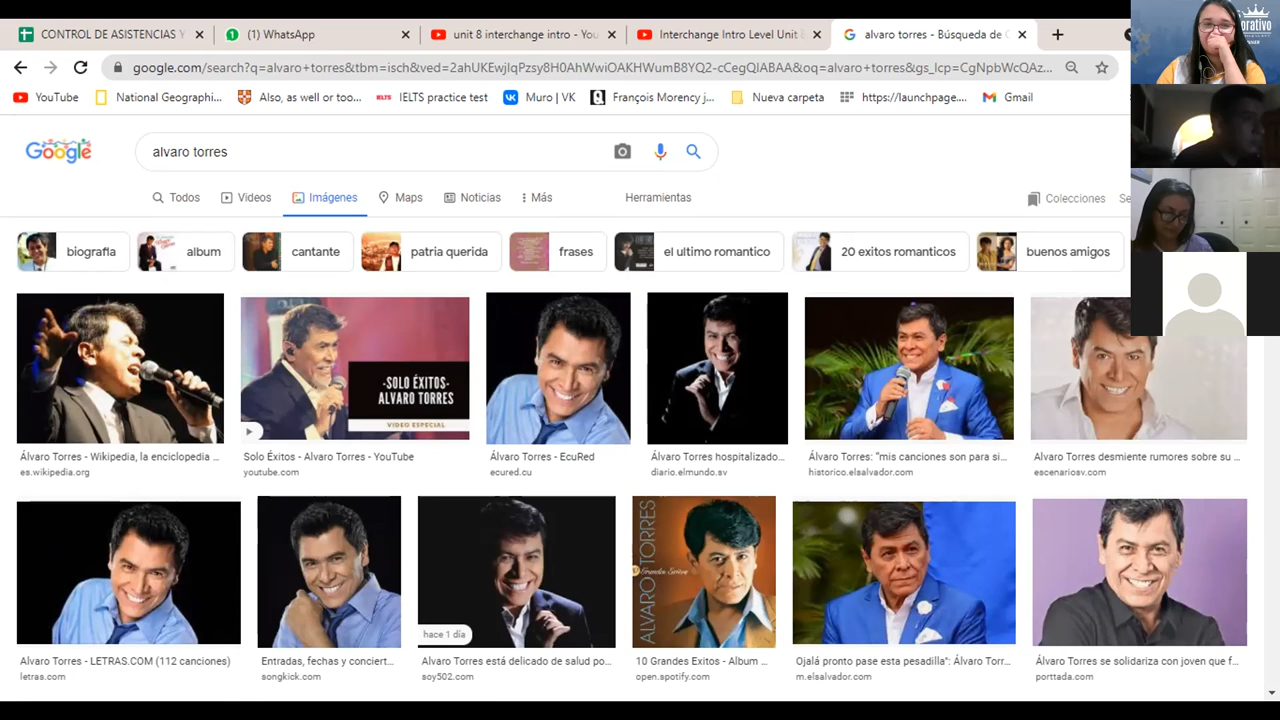 CONTROL DE ASISTENCIAS Y
(1) WhatsApp
unit 8 interchange intro - You
Interchange Intro Level Unit 8
alvaro torres - Búsqueda de G
google.com/search?q=alvaro+torres&tbm=isch&ved=
YouTube
National Geographi...
Also, as well or too...
IELTS
IELTS practice test
Muro | VK
François Morency j...
Nueva carpeta
https://launchpage....
Gmail
orativo
Google
alvaro torres
Todos
Videos
Imágenes
Maps
Noticias
Más
Herramientas
Colecciones
Se
biografia
album
cantante
patria querida
frases
el ultimo romantico
20 exitos romanticos
buenos amigos
-SOLO ÉXITOS-
ALVARO TORRES
VIDEO ESPECIAL
Álvaro Torres - Wikipedia, la enciclopedia ...
es.wikipedia.org
Solo Éxitos - Alvaro Torres - YouTube
youtube.com
Álvaro Torres - EcuRed
ecured.cu
Álvaro Torres hospitalizado...
diario.elmundo.sv
Álvaro Torres: “mis canciones son para si...
historico.elsalvador.com
Álvaro Torres desmiente rumores sobre su ...
escenariosv.com
hace 1 día
ALVARO TORRES
Grandes Exitos
Alvaro Torres - LETRAS.COM (112 canciones)
letras.com
Entradas, fechas y conciert...
songkick.com
Alvaro Torres está delicado de salud po...
soy502.com
10 Grandes Exitos - Album ...
open.spotify.com
Ojalá pronto pase esta pesadilla": Álvaro Torr...
m.elsalvador.com
Álvaro Torres se solidariza con joven que f...
porttada.com